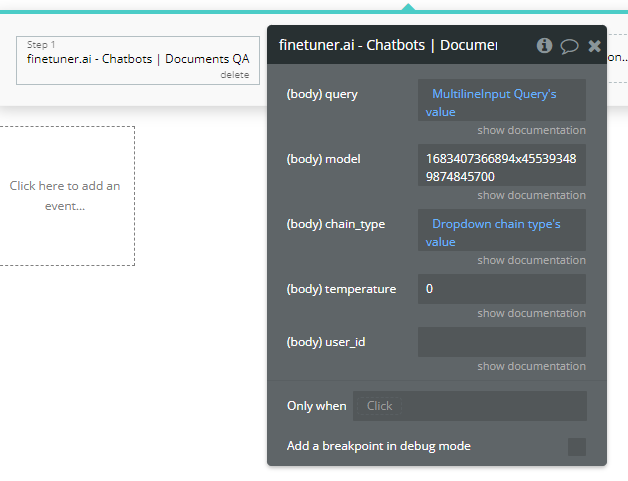 Step 1
finetuner.ai - Chatbots | Documents QA
delete
Click here to add an
event...
finetuner.ai - Chatbots | Documer
on...
(body) query
MultilineInput Query's
value
show documentation
(body) model
1683407366894x45539348
9874845700
show documentation
(body) chain_type
Dropdown chain type's
value
show documentation
(body) temperature
0
show documentation
(body) user_id
show documentation
Only when
Click
Add a breakpoint in debug mode